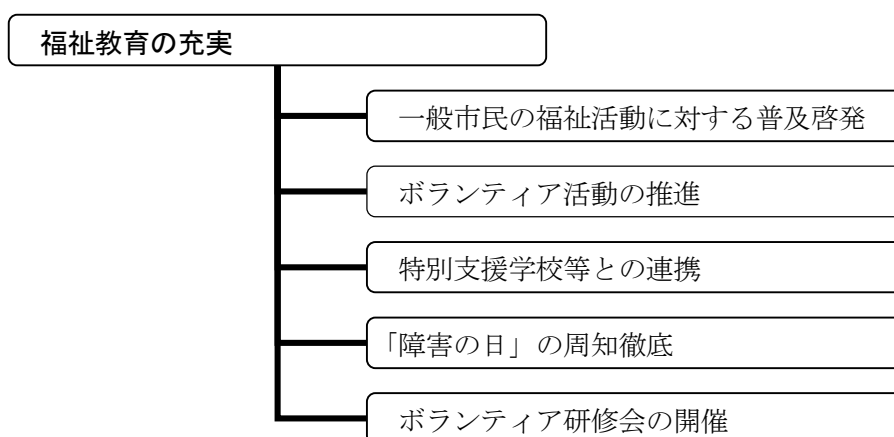 福祉教育の充実
一般市民の福祉活動に対する普及啓発
ボランティア活動の推進
特別支援学校等との連携
「障害の日」の周知徹底
ボランティア研修会の開催